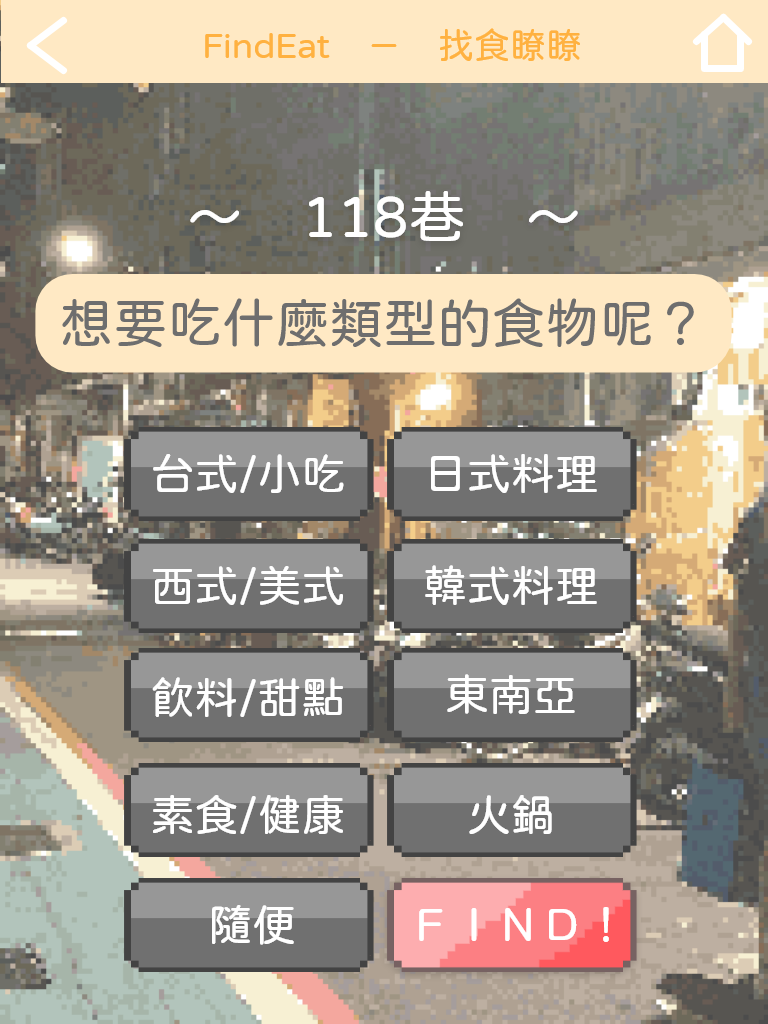 FindEat － 找食瞭瞭
～ 118巷 ～
想要吃什麼類型的食物呢？
台式/小吃
日式料理
西式/美式
韓式料理
飲料/甜點
東南亞
素食/健康
火鍋
隨便
ＦＩＮＤ！